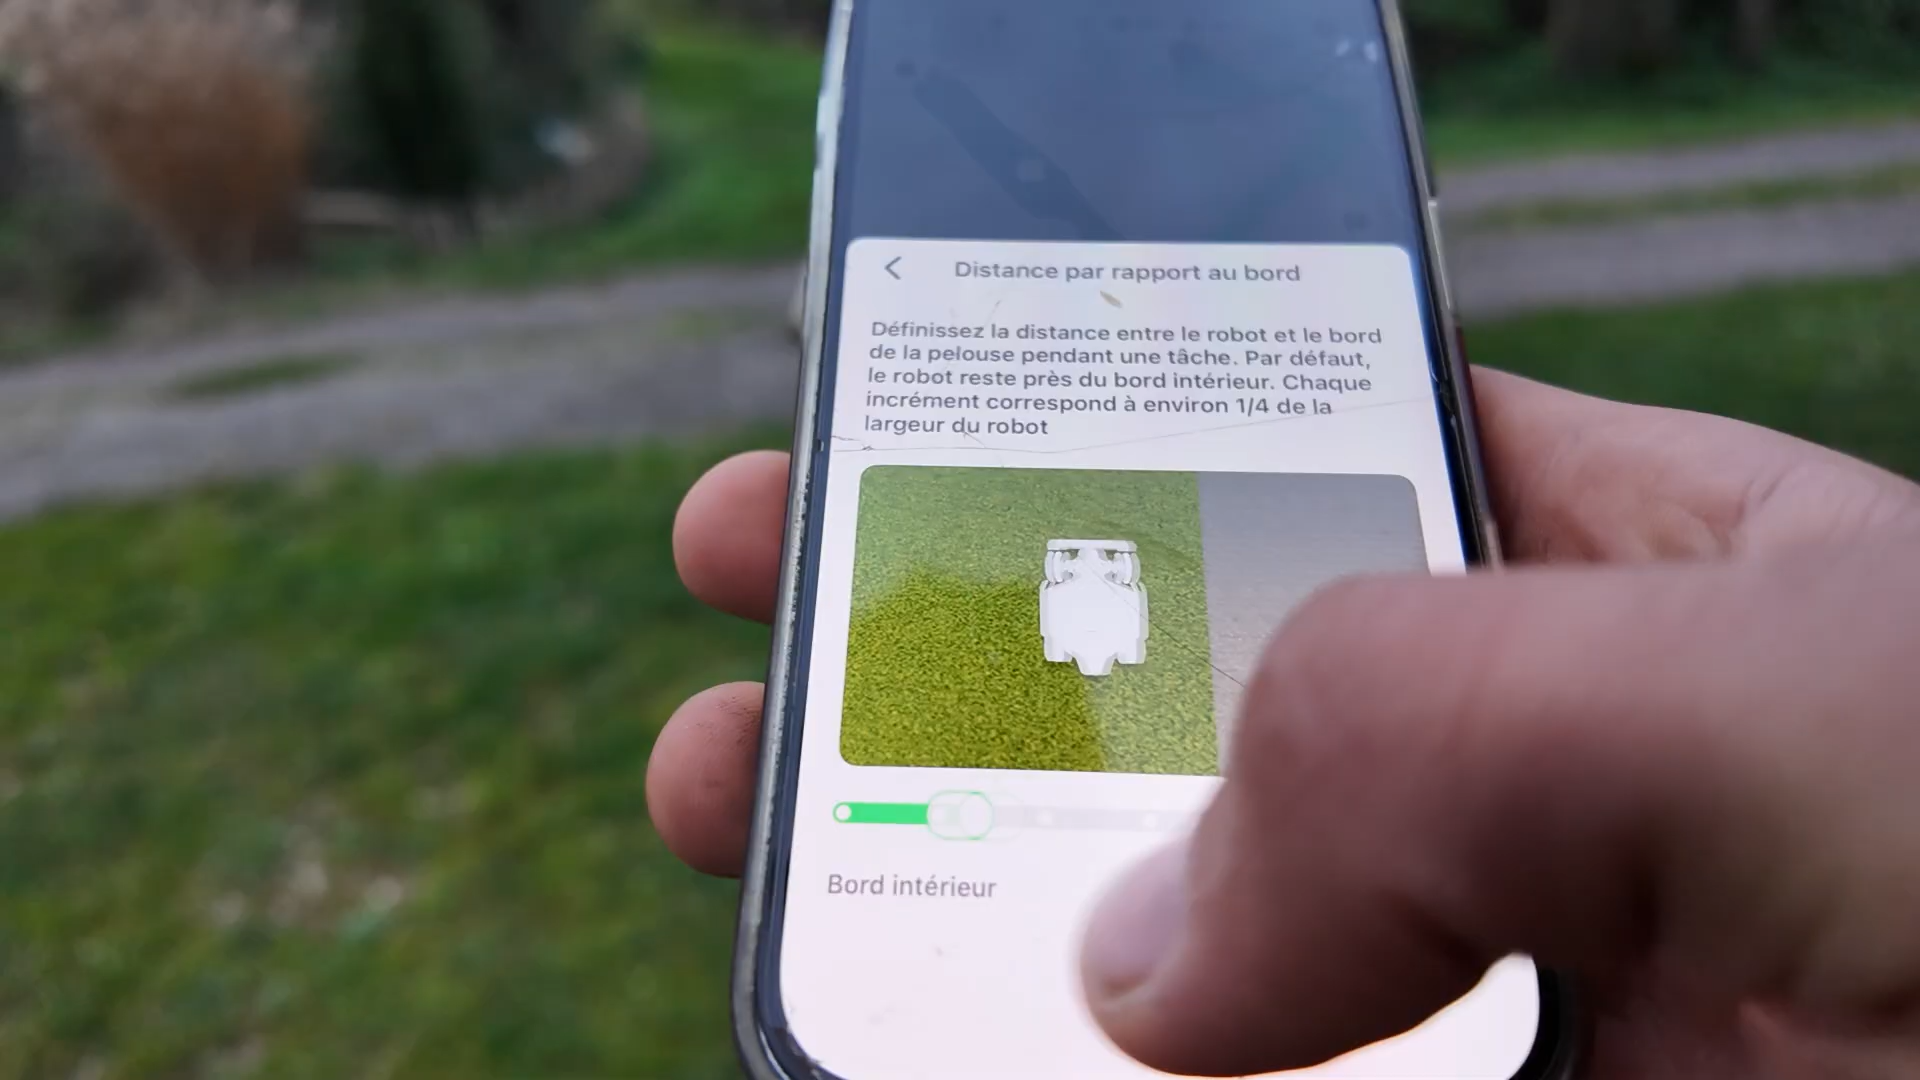 Distance par rapport au bord
Définissez la distance entre le robot et le bord
de la pelouse pendant une tâche. Par défaut,
le robot reste près du bord intérieur. Chaque
incrément correspond à environ 1/4 de la
largeur du robot
Bord intérieur